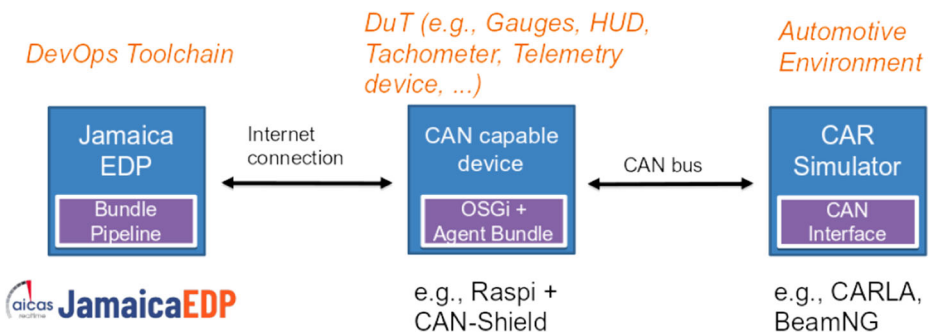 DevOps Toolchain
DuT (e.g., Gauges, HUD,
Tachometer, Telemetry
device, ...)
Automotive
Environment
Jamaica
EDP
Bundle
Pipeline
Internet
connection
CAN capable
device
OSGi +
Agent Bundle
CAN bus
CAR
Simulator
CAN
Interface
aicas
realtime
JamaicaEDP
e.g., Raspi +
CAN-Shield
e.g., CARLA,
BeamNG